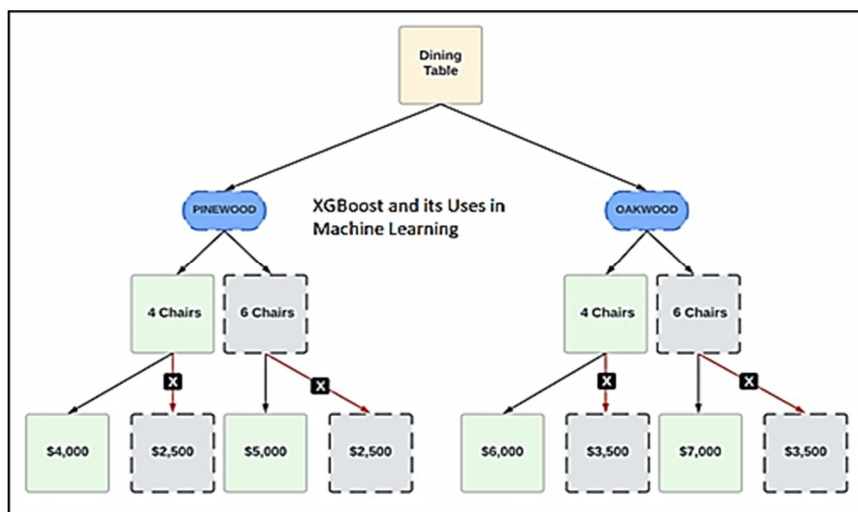 Dining
Table
PINEWOOD
XGBoost and its Uses in
Machine Learning
OAKWOOD
4 Chairs
6 Chairs
4 Chairs
6 Chairs
X
X
X
X
$4,000
$2,500
$5,000
$2,500
$6,000
$3,500
$7,000
$3,500